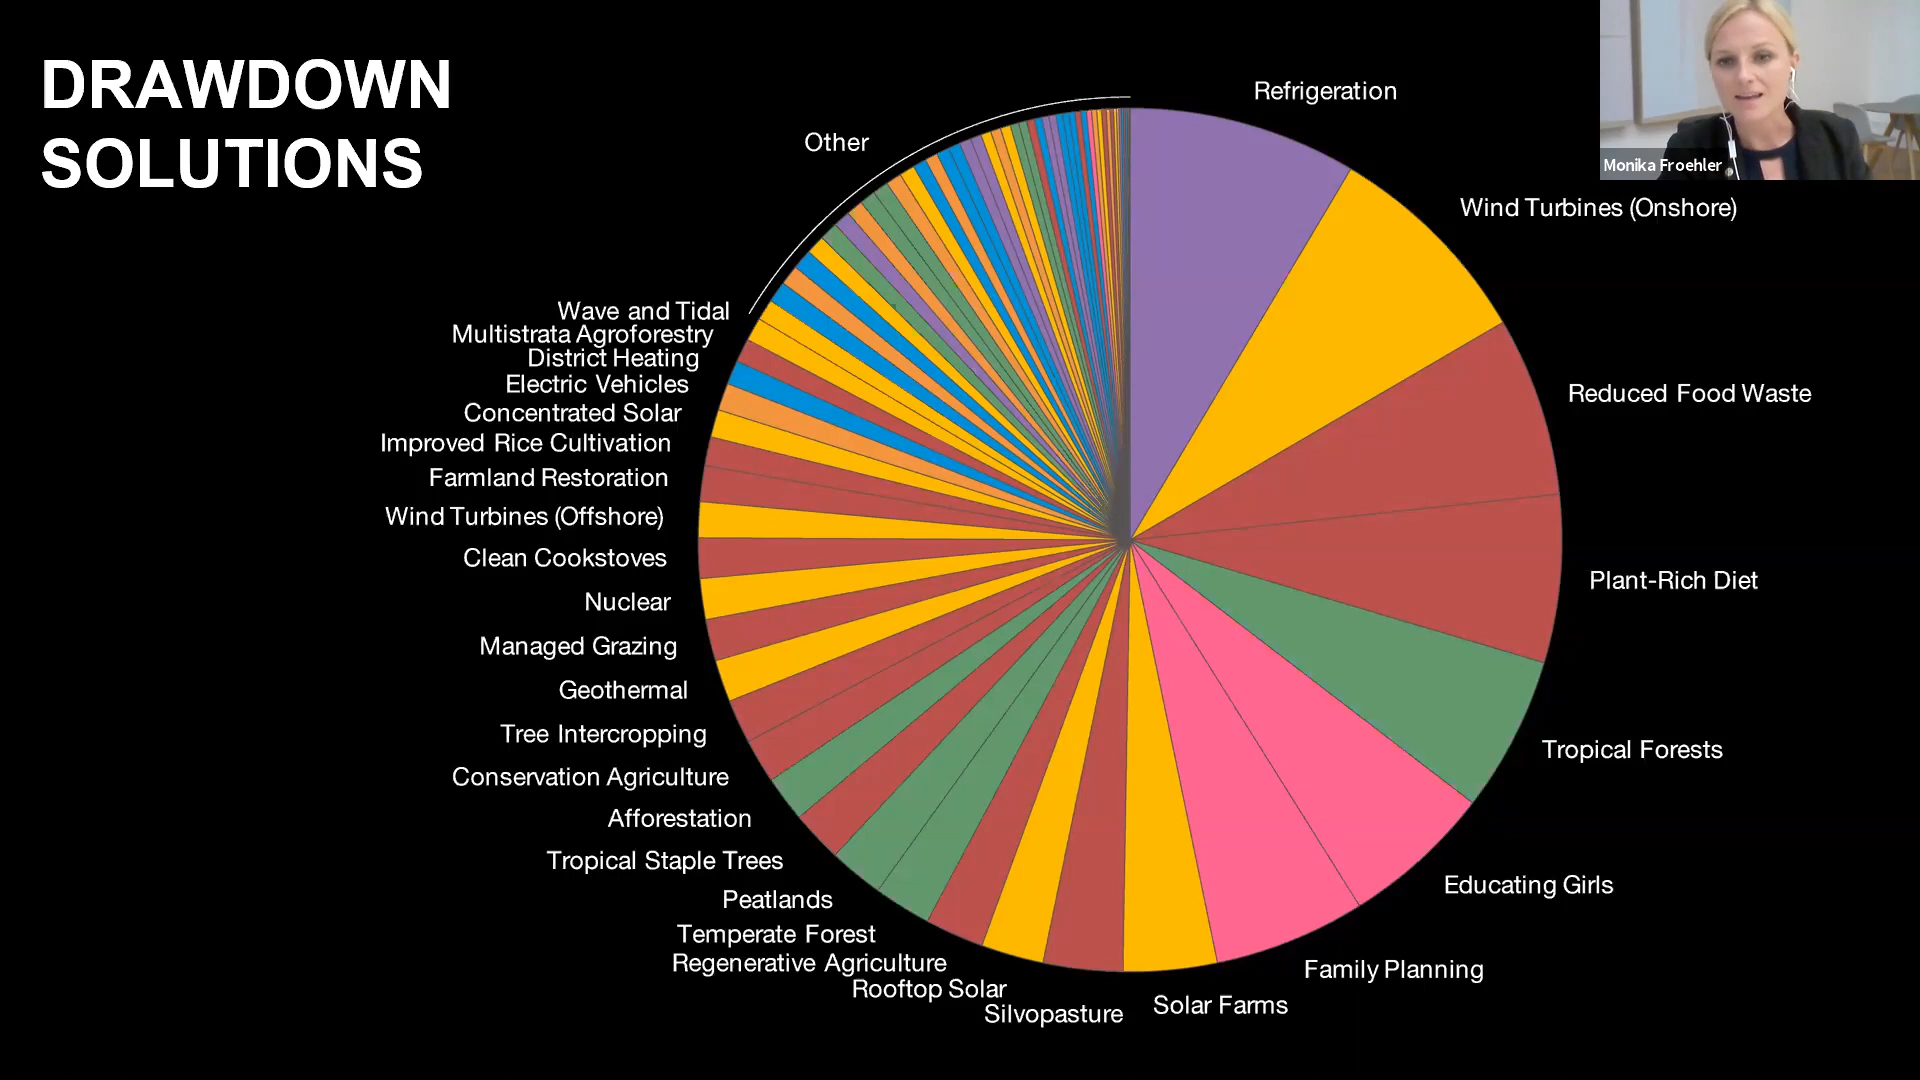 DRAWDOWN
SOLUTIONS
Refrigeration
Monika Froehler
Wind Turbines (Onshore)
Reduced Food Waste
Plant-Rich Diet
Tropical Forests
Educating Girls
Family Planning
Solar Farms
Silvopasture
Rooftop Solar
Regenerative Agriculture
Temperate Forest
Peatlands
Tropical Staple Trees
Afforestation
Conservation Agriculture
Tree Intercropping
Geothermal
Managed Grazing
Nuclear
Clean Cookstoves
Wind Turbines (Offshore)
Farmland Restoration
Improved Rice Cultivation
Concentrated Solar
Electric Vehicles
District Heating
Multistrata Agroforestry
Wave and Tidal
Other